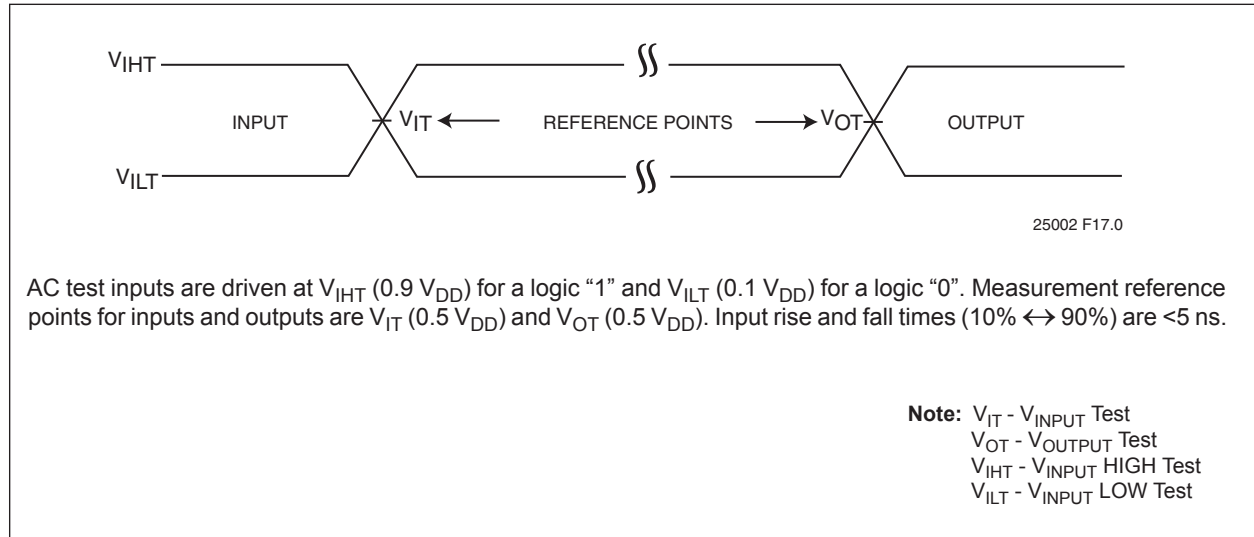 VIHT
INPUT VIT REFERENCE POINTS VOT OUTPUT
VILT
25002 F17.0
AC test inputs are driven at VIHT (0.9 VDD) for a logic “1” and VILT (0.1 VDD) for a logic “0”. Measurement reference
points for inputs and outputs are VIT (0.5 VDD) and VOT (0.5 VDD). Input rise and fall times (10% ↔ 90%) are <5 ns.
Note: VIT - VINPUT Test
VOT - VOUTPUT Test
VIHT - VINPUT HIGH Test
VILT - VINPUT LOW Test